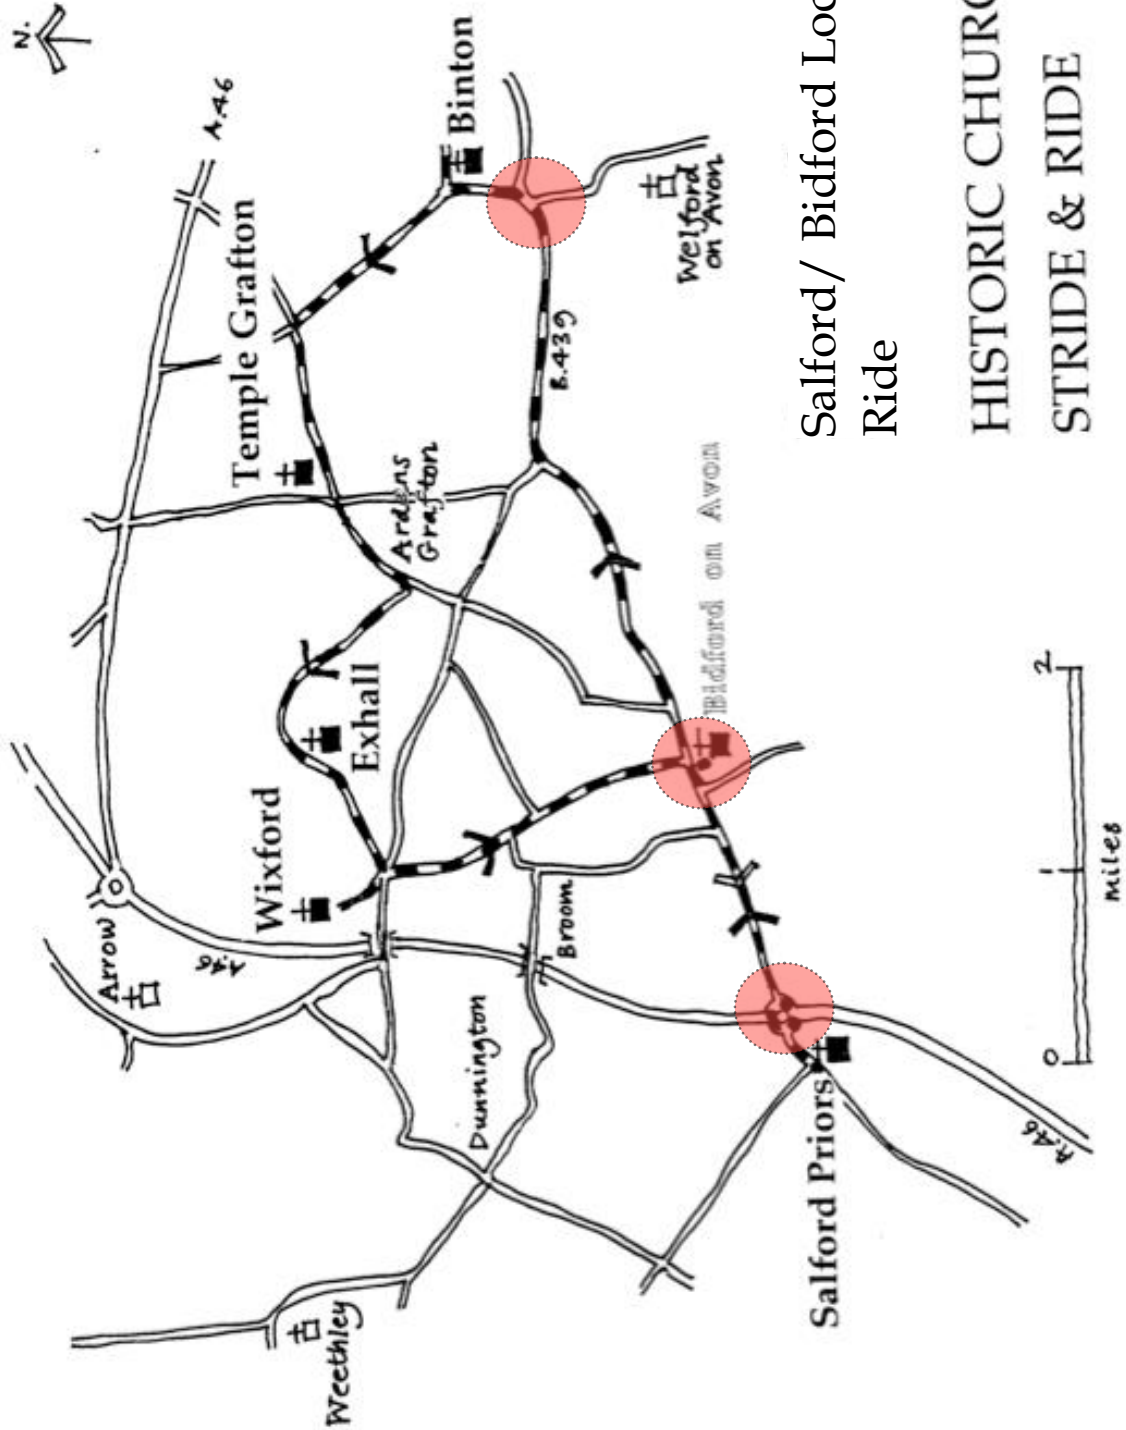 N.
Arrow
A.46
A.46
Temple Grafton
Wixford
Weethley
Exhall
Ardens
Grafton
Binton
Dunnington
B.439
Broom
Welford
on Avon
Bidford on Avon
Salford Priors
Salford/ Bidford Loo
Ride
HISTORIC CHURC
STRIDE & RIDE
A.46
0 1 2
miles